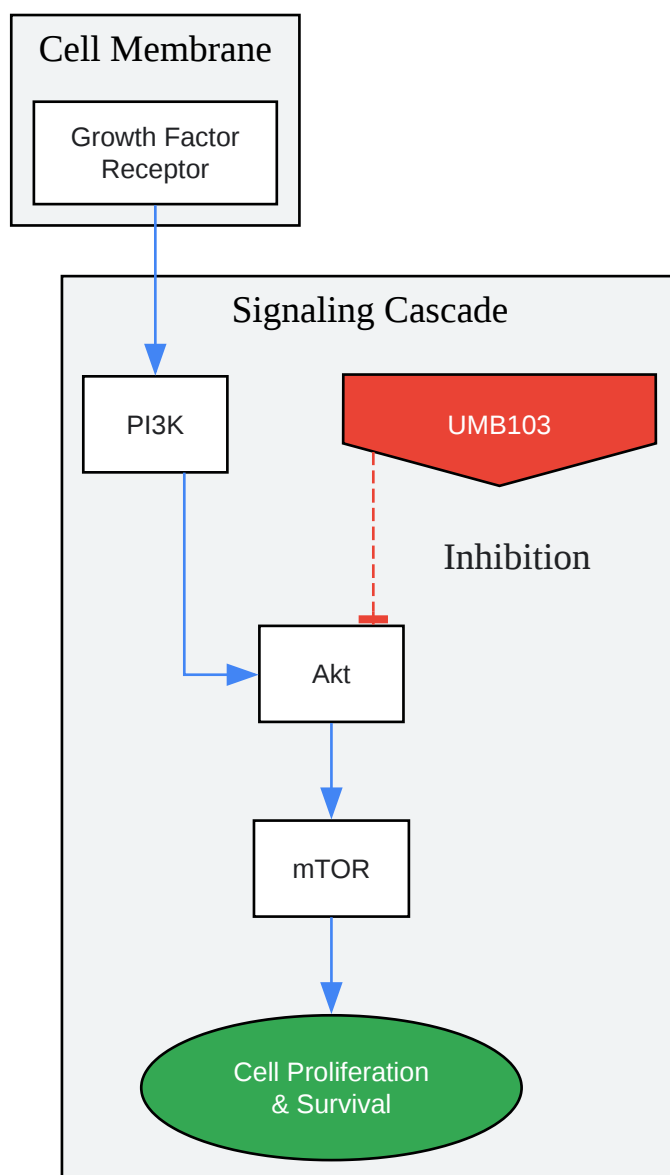 Cell Membrane
Growth Factor
Receptor
Signaling Cascade
PI3K
UMB103
Inhibition
Akt
mTOR
Cell Proliferation
& Survival